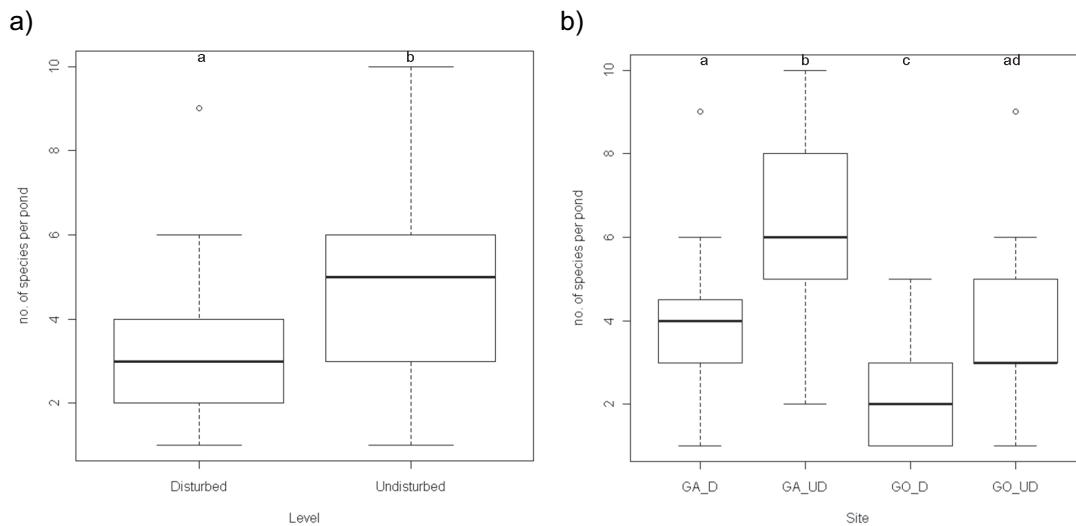 a)
a b
10
8
6
4
2
no. of species per pond
Disturbed Undisturbed
Level
b)
a b c ad
10
8
6
4
2
no. of species per pond
GA_D GA_UD GO_D GO_UD
Site